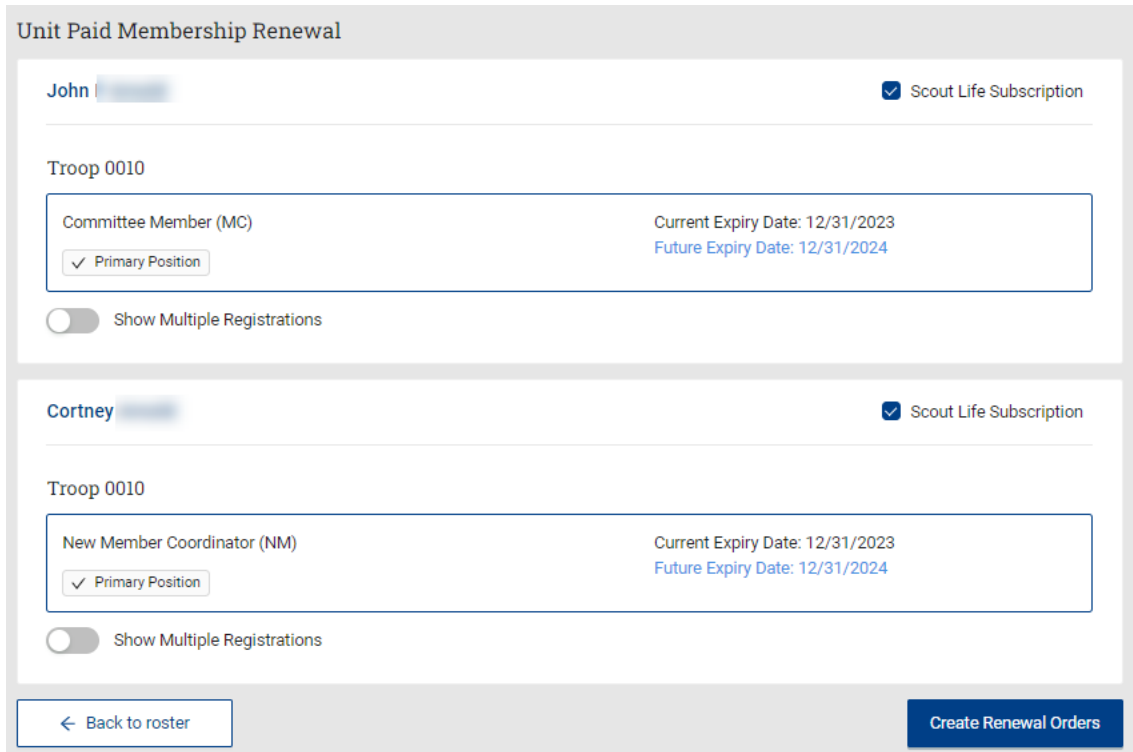 Unit Paid Membership Renewal
John
Scout Life Subscription
Troop 0010
Committee Member (MC)
Current Expiry Date: 12/31/2023
Primary Position
Future Expiry Date: 12/31/2024
Show Multiple Registrations
Cortney
Scout Life Subscription
Troop 0010
New Member Coordinator (NM)
Current Expiry Date: 12/31/2023
Primary Position
Future Expiry Date: 12/31/2024
Show Multiple Registrations
Back to roster
Create Renewal Orders